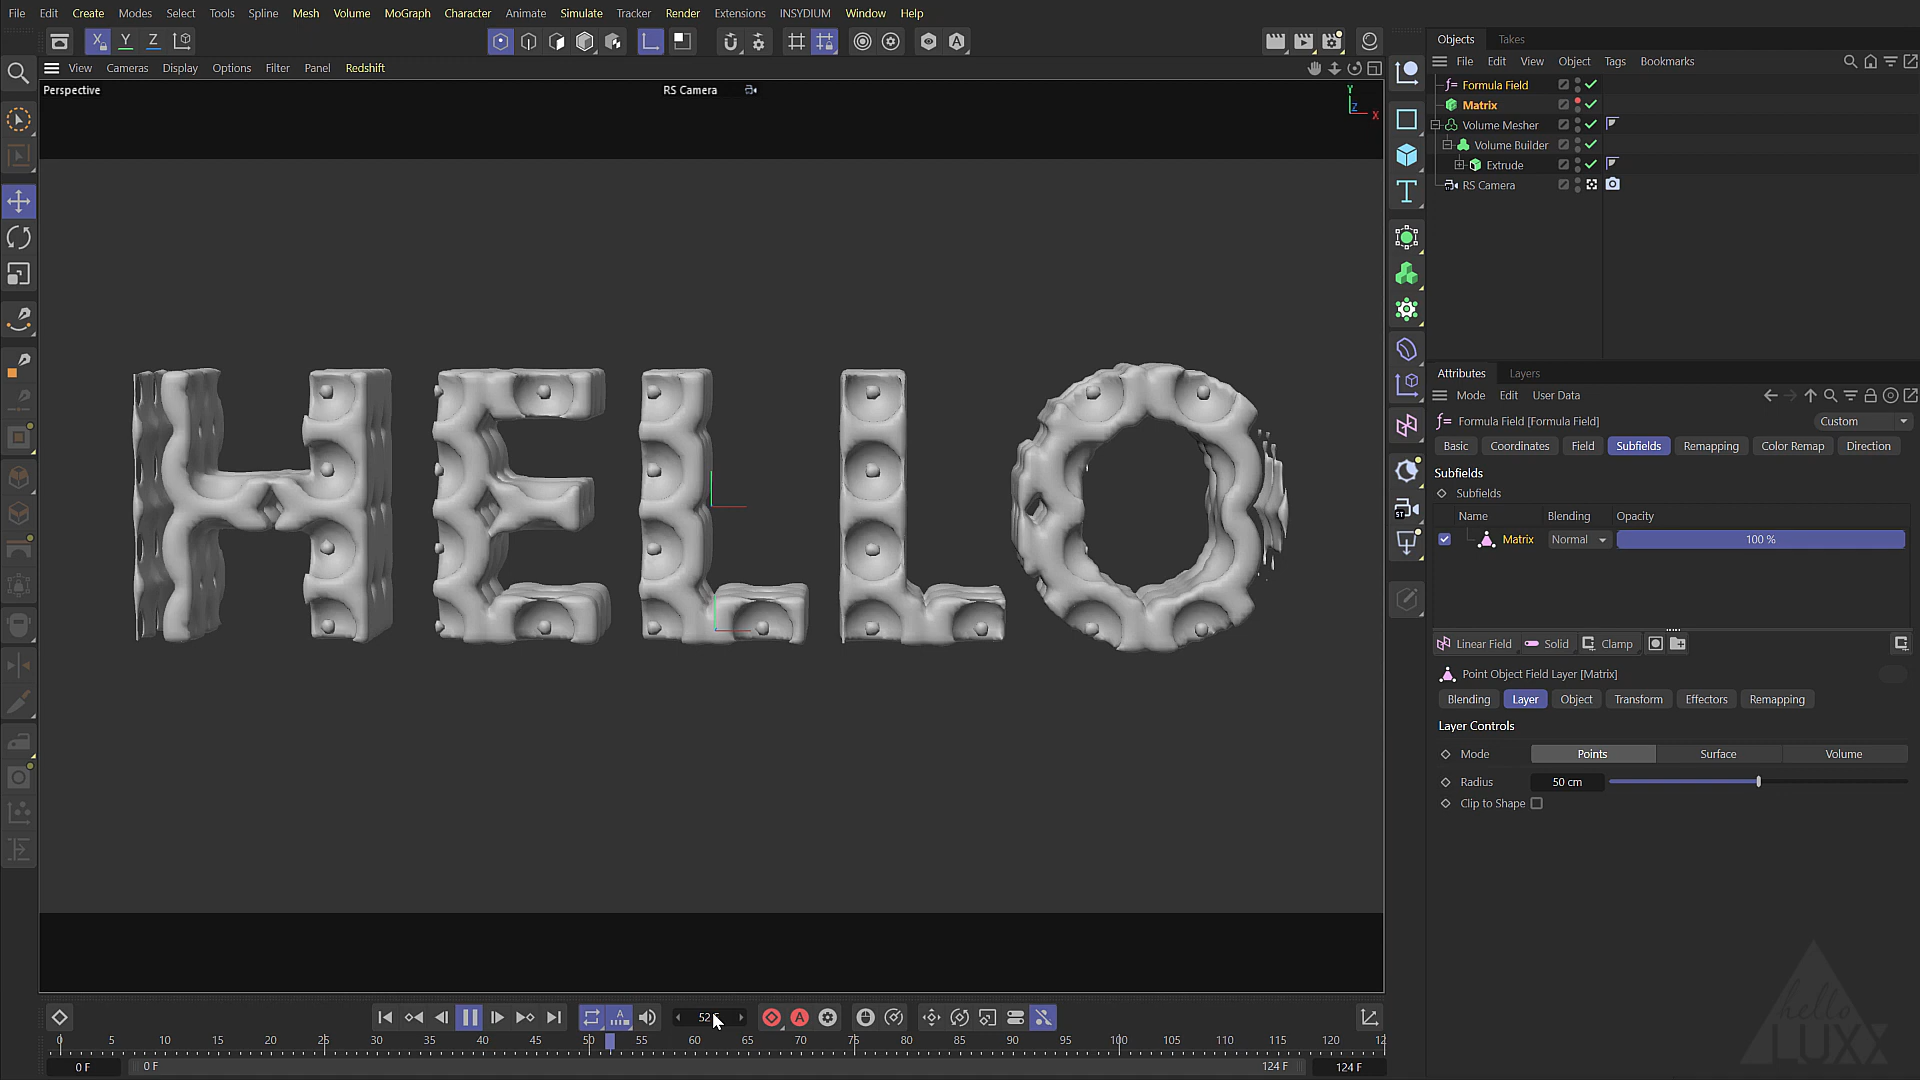 File Edit Create Modes Select Tools Spline Mesh Volume MoGraph Character Animate Simulate Tracker Render Extensions INSYDIUM Window Help
X Y Z
View Cameras Display Options Filter Panel Redshift
Perspective
RS Camera
Y
Z
X
HELLO
Objects Takes
File Edit View Object Tags Bookmarks
Formula Field
Matrix
Volume Mesher
Volume Builder
Extrude
RS Camera
Attributes Layers
Mode Edit User Data
Formula Field [Formula Field]
Custom
Basic Coordinates Field Subfields Remapping Color Remap Direction
Subfields
Subfields
Name Blending Opacity
Matrix Normal 100 %
Linear Field Solid Clamp
Point Object Field Layer [Matrix]
Blending Layer Object Transform Effectors Remapping
Layer Controls
Mode Points Surface Volume
Radius 50 cm
Clip to Shape
0 5 10 15 20 25 30 35 40 45 50 55 60 65 70 75 80 85 90 95 100 105 110 115 120 12
0 F 0 F 124 F 124 F
hello
LUXX